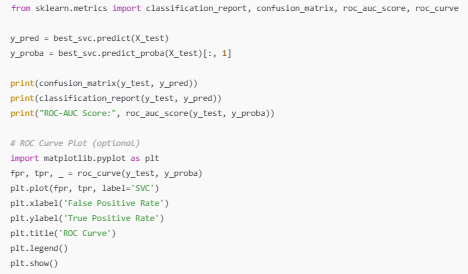 from sklearn.metrics import classification_report, confusion_matrix, roc_auc_score, roc_curve
y_pred = best_svc.predict(X_test)
y_proba = best_svc.predict_proba(X_test)[:, 1]
print(confusion_matrix(y_test, y_pred))
print(classification_report(y_test, y_pred))
print("ROC-AUC Score:", roc_auc_score(y_test, y_proba))
# ROC Curve Plot (optional)
import matplotlib.pyplot as plt
fpr, tpr, _ = roc_curve(y_test, y_proba)
plt.plot(fpr, tpr, label='SVC')
plt.xlabel('False Positive Rate')
plt.ylabel('True Positive Rate')
plt.title('ROC Curve')
plt.legend()
plt.show()